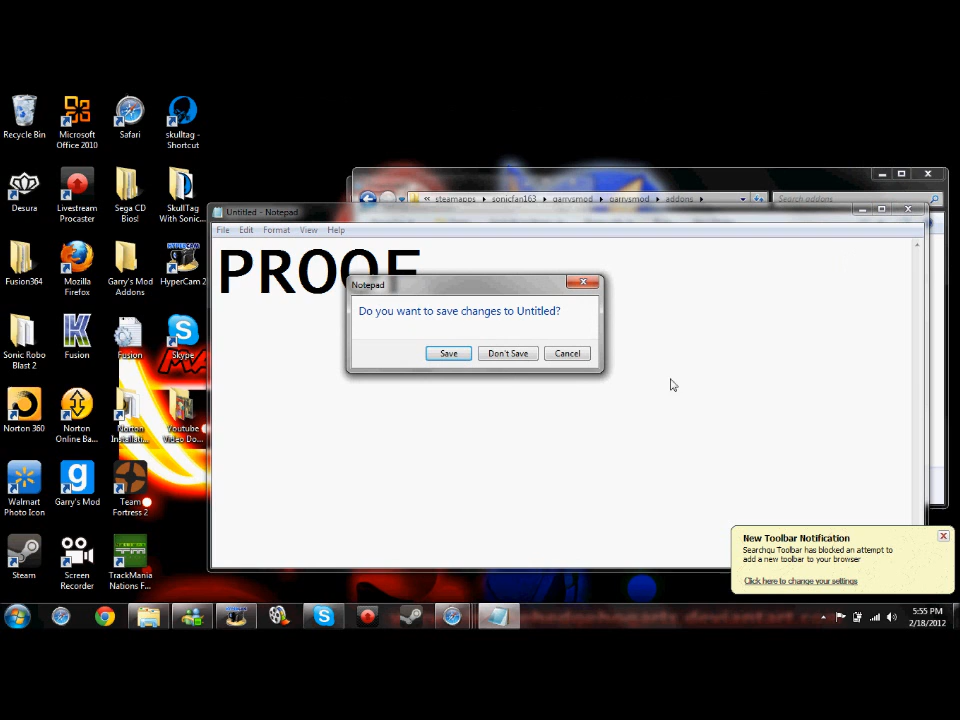 Recycle Bin
Microsoft
Office 2010
Safari
skulltag -
Shortcut
Desura
Livestream
Procaster
Sega CD
Bios!
SkullTag
With Sonic...
Fusion364
Mozilla
Firefox
Garry's Mod
Addons
HyperCam 2
Sonic Robo
Blast 2
Fusion
Fusion
Skype
Norton 360
Norton
Online Ba...
Norton
Installati...
Youtube
Video Do...
Walmart
Photo Icon
Garry's Mod
Team
Fortress 2
Steam
Screen
Recorder
TrackMania
Nations F...
« steamapps ▸ sonicfan163 ▸ garrysmod ▸ garrysmod ▸ addons ▸
Search addons
Untitled - Notepad
File Edit Format View Help
PROOF
Notepad
Do you want to save changes to Untitled?
Save Don't Save Cancel
New Toolbar Notification
Searchqu Toolbar has blocked an attempt to
add a new toolbar to your browser
Click here to change your settings
5:55 PM
2/18/2012